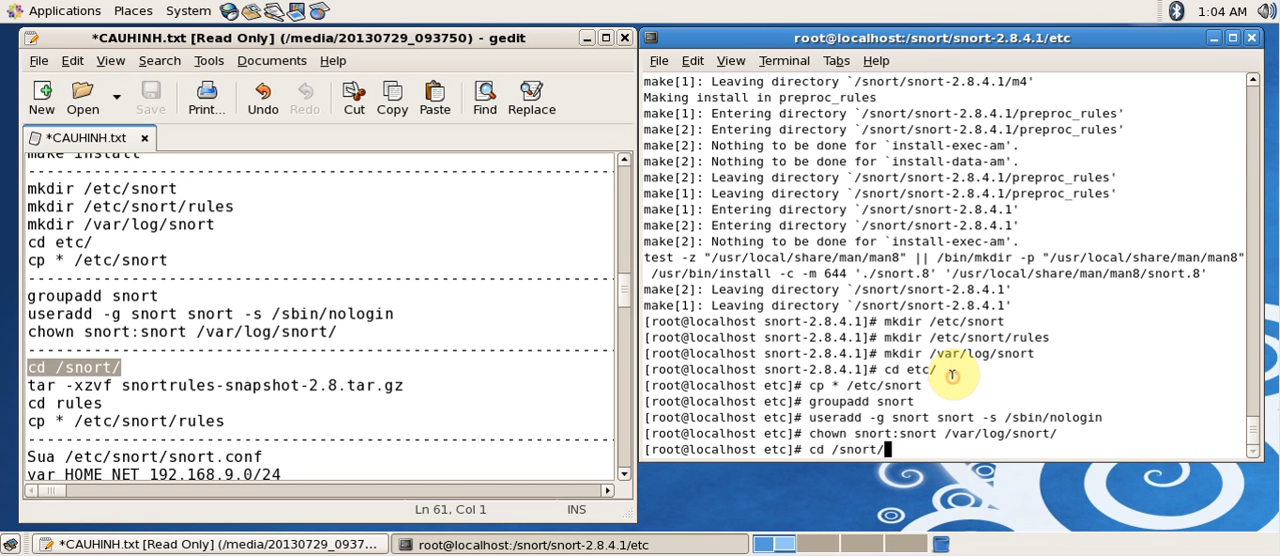 Applications Places System
1:04 AM
*CAUHINH.txt [Read Only] (/media/20130729_093750) - gedit
File Edit View Search Tools Documents Help
New Open Save Print... Undo Redo Cut Copy Paste Find Replace
*CAUHINH.txt
make install
-----------------------------------------------------
mkdir /etc/snort
mkdir /etc/snort/rules
mkdir /var/log/snort
cd etc/
cp * /etc/snort
-----------------------------------------------------
groupadd snort
useradd -g snort snort -s /sbin/nologin
chown snort:snort /var/log/snort/
-----------------------------------------------------
cd /snort/
tar -xzvf snortrules-snapshot-2.8.tar.gz
cd rules
cp * /etc/snort/rules
-----------------------------------------------------
Sua /etc/snort/snort.conf
var HOME_NET 192.168.9.0/24
Ln 61, Col 1 INS
root@localhost:/snort/snort-2.8.4.1/etc
File Edit View Terminal Tabs Help
make[1]: Leaving directory `/snort/snort-2.8.4.1/m4'
Making install in preproc_rules
make[1]: Entering directory `/snort/snort-2.8.4.1/preproc_rules'
make[2]: Entering directory `/snort/snort-2.8.4.1/preproc_rules'
make[2]: Nothing to be done for `install-exec-am'.
make[2]: Nothing to be done for `install-data-am'.
make[2]: Leaving directory `/snort/snort-2.8.4.1/preproc_rules'
make[1]: Leaving directory `/snort/snort-2.8.4.1/preproc_rules'
make[1]: Entering directory `/snort/snort-2.8.4.1'
make[2]: Entering directory `/snort/snort-2.8.4.1'
make[2]: Nothing to be done for `install-exec-am'.
test -z "/usr/local/share/man/man8" || /bin/mkdir -p "/usr/local/share/man/man8"
/usr/bin/install -c -m 644 './snort.8' '/usr/local/share/man/man8/snort.8'
make[2]: Leaving directory `/snort/snort-2.8.4.1'
make[1]: Leaving directory `/snort/snort-2.8.4.1'
[root@localhost snort-2.8.4.1]# mkdir /etc/snort
[root@localhost snort-2.8.4.1]# mkdir /etc/snort/rules
[root@localhost snort-2.8.4.1]# mkdir /var/log/snort
[root@localhost snort-2.8.4.1]# cd etc/
[root@localhost etc]# cp * /etc/snort
[root@localhost etc]# groupadd snort
[root@localhost etc]# useradd -g snort snort -s /sbin/nologin
[root@localhost etc]# chown snort:snort /var/log/snort/
[root@localhost etc]# cd /snort/
*CAUHINH.txt [Read Only] (/media/20130729_0937...
root@localhost:/snort/snort-2.8.4.1/etc